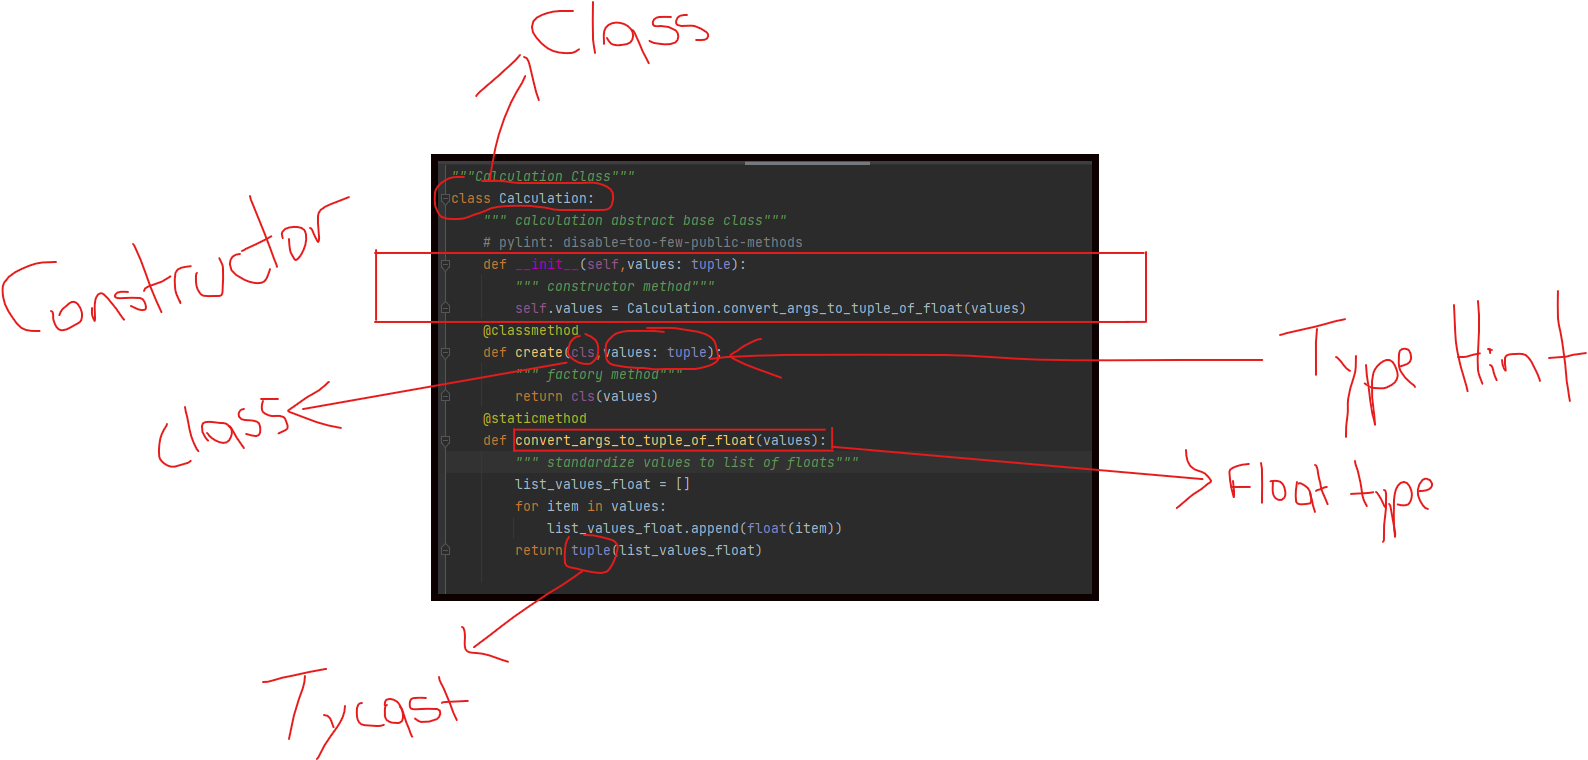 Class
"""Calculation Class"""
class Calculation:
""" calculation abstract base class"""
# pylint: disable=too-few-public-methods
Constructor
def __init__(self,values: tuple):
""" constructor method"""
self.values = Calculation.convert_args_to_tuple_of_float(values)
@classmethod
def create(cls,values: tuple):
Type Hint
""" factory method"""
return cls(values)
class
@staticmethod
def convert_args_to_tuple_of_float(values):
""" standardize values to list of floats"""
Float type
list_values_float = []
for item in values:
list_values_float.append(float(item))
return tuple(list_values_float)
Tycast